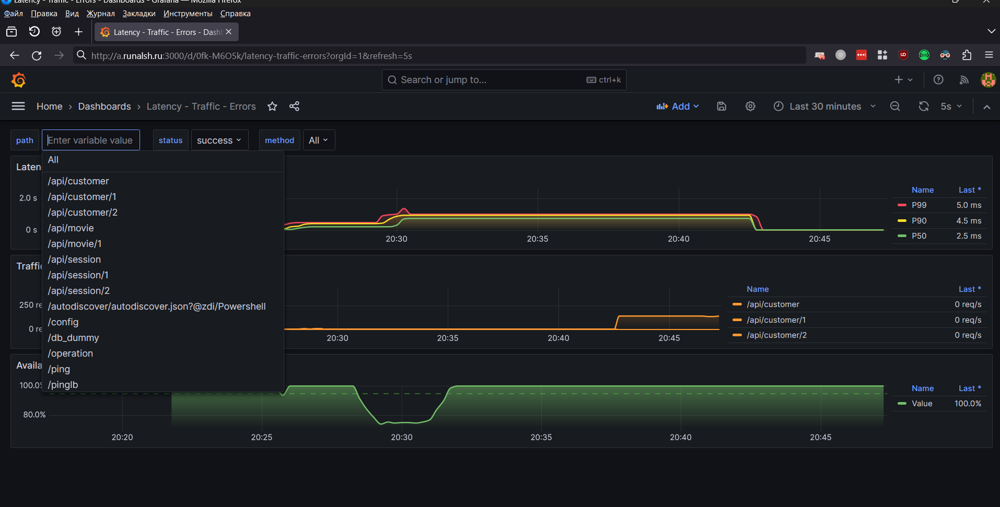 Latency - Traffic - Errors - Dashboards - Grafana — Mozilla Firefox
Файл Правка Вид Журнал Закладки Инструменты Справка
Latency - Traffic - Errors - Dash
http://a.runalsh.ru:3000/d/0fk-M6O5k/latency-traffic-errors?orgId=1&refresh=5s
Search or jump to... ctrl+k
Home › Dashboards › Latency - Traffic - Errors
Add Last 30 minutes 5s
path Enter variable value status success method All
All
/api/customer
/api/customer/1
/api/customer/2
/api/movie
/api/movie/1
/api/session
/api/session/1
/api/session/2
/autodiscover/autodiscover.json?@zdi/Powershell
/config
/db_dummy
/operation
/ping
/pinglb
Laten
2.0 s
0 s
20:30 20:35 20:40 20:45
Name Last *
P99 5.0 ms
P90 4.5 ms
P50 2.5 ms
Traffi
250 re
0 re
20:30 20:35 20:40 20:45
Name Last *
/api/customer 0 req/s
/api/customer/1 0 req/s
/api/customer/2 0 req/s
Availa
100.0%
80.0%
20:20 20:25 20:30 20:35 20:40 20:45
Name Last *
Value 100.0%